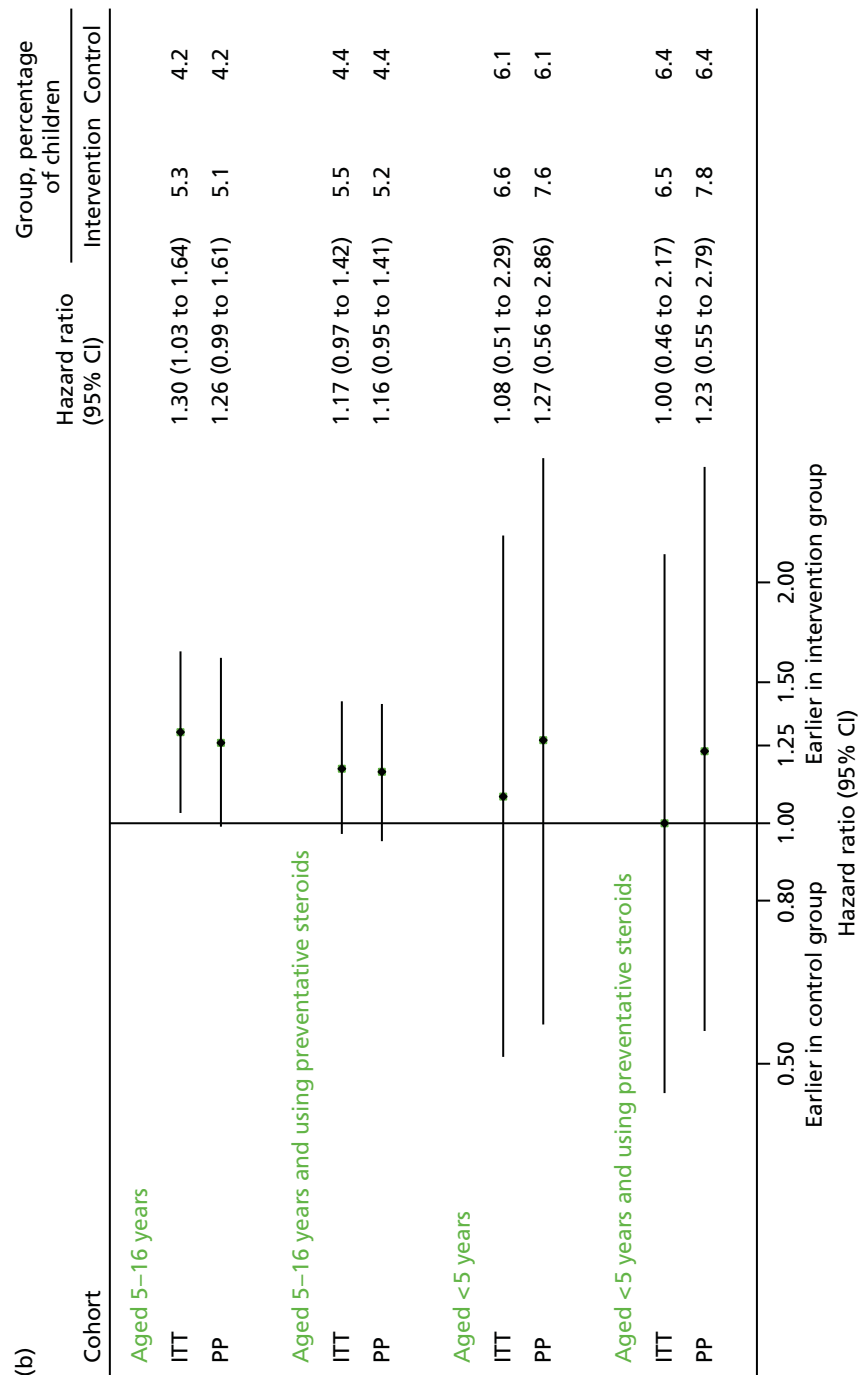 (b)
Group, percentage
of children
Hazard ratio
(95% CI)
Cohort
Intervention Control
Aged 5–16 years
ITT 1.30 (1.03 to 1.64) 5.3 4.2
PP 1.26 (0.99 to 1.61) 5.1 4.2
Aged 5–16 years and using preventative steroids
ITT 1.17 (0.97 to 1.42) 5.5 4.4
PP 1.16 (0.95 to 1.41) 5.2 4.4
Aged <5 years
ITT 1.08 (0.51 to 2.29) 6.6 6.1
PP 1.27 (0.56 to 2.86) 7.6 6.1
Aged <5 years and using preventative steroids
ITT 1.00 (0.46 to 2.17) 6.5 6.4
PP 1.23 (0.55 to 2.79) 7.8 6.4
0.50 0.80 1.00 1.25 1.50 2.00
Earlier in control group Earlier in intervention group
Hazard ratio (95% CI)